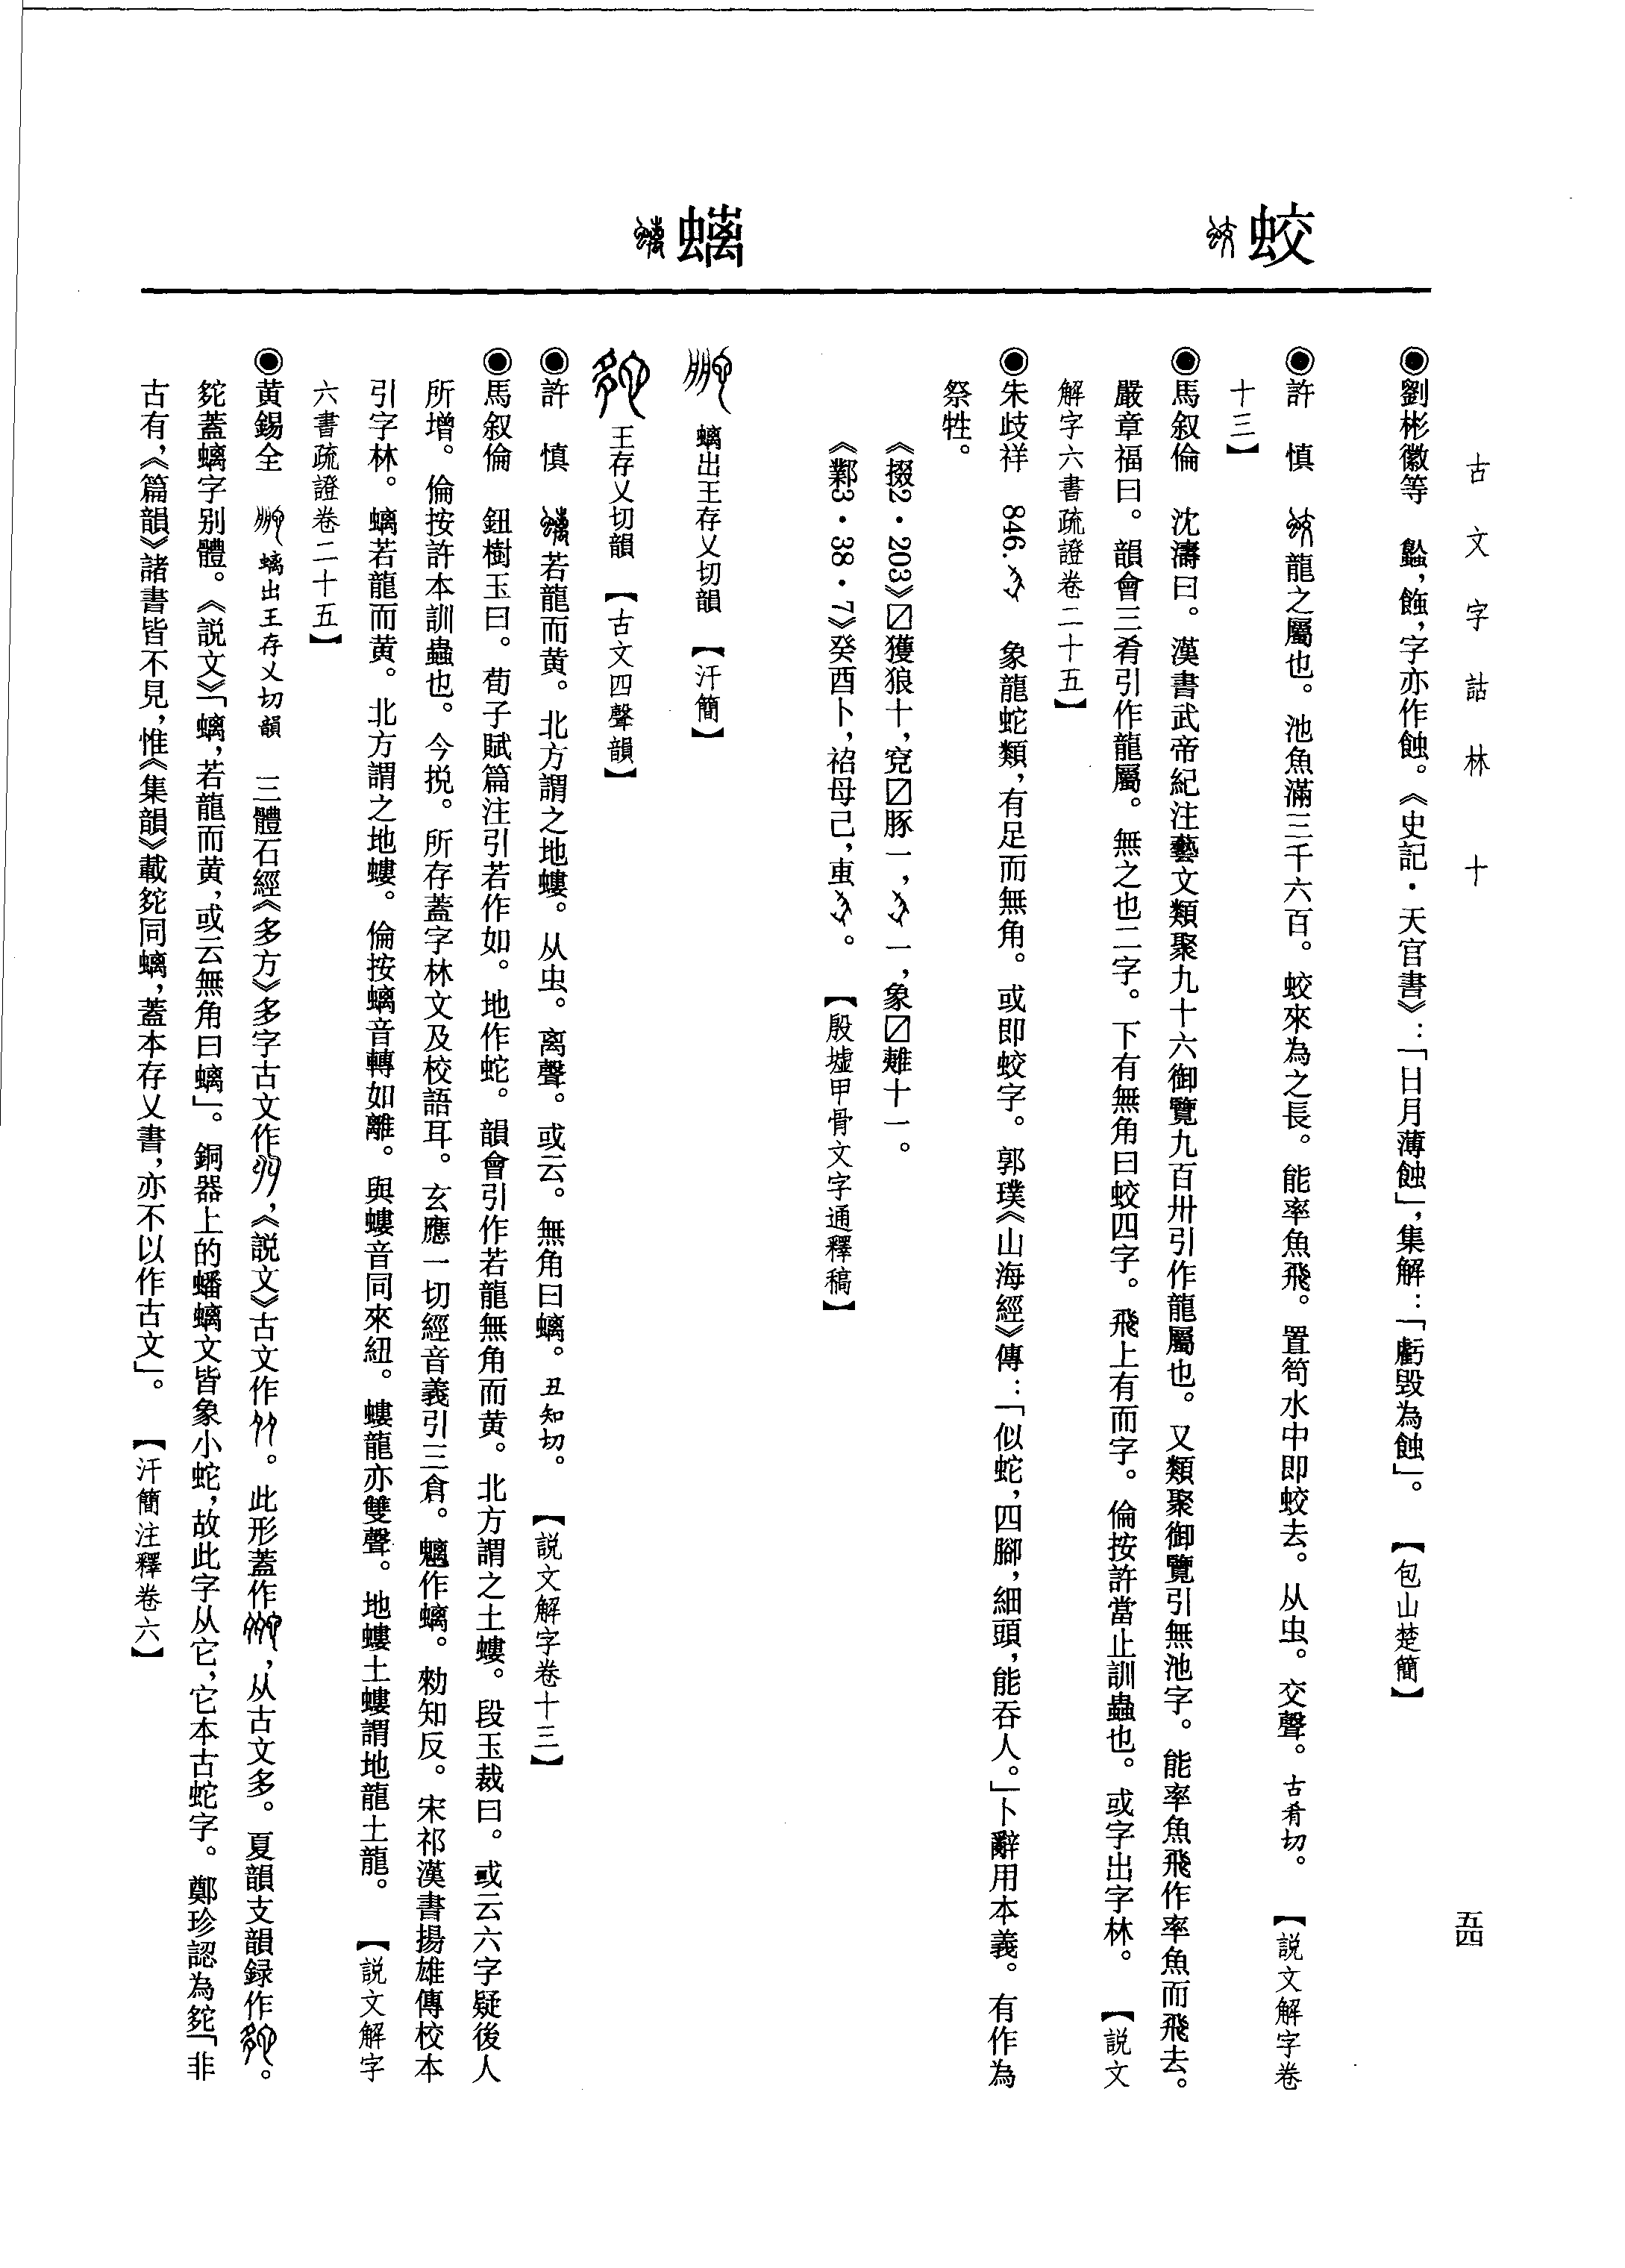 古文字詁林 十
五四
蛟
螭
◉劉彬徽等 蝕，飾，字亦作蝕。《史記·天官書》：「日月薄蝕」，集解：「虧毀為蝕」。 【包山楚簡】
◉許 慎 龍之屬也。池魚滿三千六百。蛟來為之長。能率魚飛。置笱水中即蛟去。从虫。交聲。古肴切。 【説文解字卷
十三】
◉馬叙倫 沈濤曰。漢書武帝紀注藝文類聚九十六御覽九百卅引作龍屬也。又類聚御覽引無池字。能率魚飛作率魚而飛去。
嚴章福曰。韻會三肴引作龍屬。無之也二字。下有無角曰蛟四字。飛上有而字。倫按許當止訓蟲也。或字出字林。 【説文
解字六書疏證卷二十五】
◉朱歧祥 846. 象龍蛇類，有足而無角。或即蛟字。郭璞《山海經》傳：「似蛇，四腳，細頭，能吞人。」卜辭用本義。有作為
祭牲。
《掇2·203》☑獲狼十，㲋☑豚一，一，象☑雉十一。
《鄴3·38·7》癸酉卜，祒母己，叀。 【殷墟甲骨文字通釋稿】
螭出王存乂切韻 【汗簡】
王存乂切韻 【古文四聲韻】
◉許 慎 若龍而黄。北方謂之地螻。从虫。离聲。或云。無角曰螭。丑知切。 【説文解字卷十三】
◉馬叙倫 鈕樹玉曰。荀子賦篇注引若作如。地作蛇。韻會引作若龍無角而黄。北方謂之土螻。段玉裁曰。或云六字疑後人
所增。倫按許本訓蟲也。今挩。所存蓋字林文及校語耳。玄應一切經音義引三倉。魑作螭。勑知反。宋祁漢書揚雄傳校本
引字林。螭若龍而黄。北方謂之地螻。倫按螭音轉如離。與螻音同來紐。螻龍亦雙聲。地螻土螻謂地龍土龍。 【説文解字
六書疏證卷二十五】
◉黄錫全 螭出王存乂切韻 三體石經《多方》多字古文作，《説文》古文作。此形蓋作，从古文多。夏韻支韻録作。
䍫蓋螭字别體。《説文》「螭，若龍而黄，或云無角曰螭」。銅器上的蟠螭文皆象小蛇，故此字从它，它本古蛇字。鄭珍認為「非
古有，《篇韻》諸書皆不見，惟《集韻》載同螭，蓋本存乂書，亦不以作古文」。 【汗簡注釋卷六】